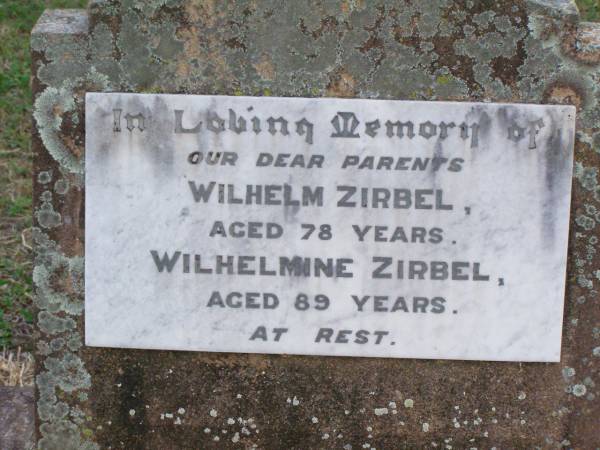 In Loving Memory of
OUR DEAR PARENTS
WILHELM ZIRBEL,
AGED 78 YEARS.
WILHELMINE ZIRBEL,
AGED 89 YEARS.
AT REST.